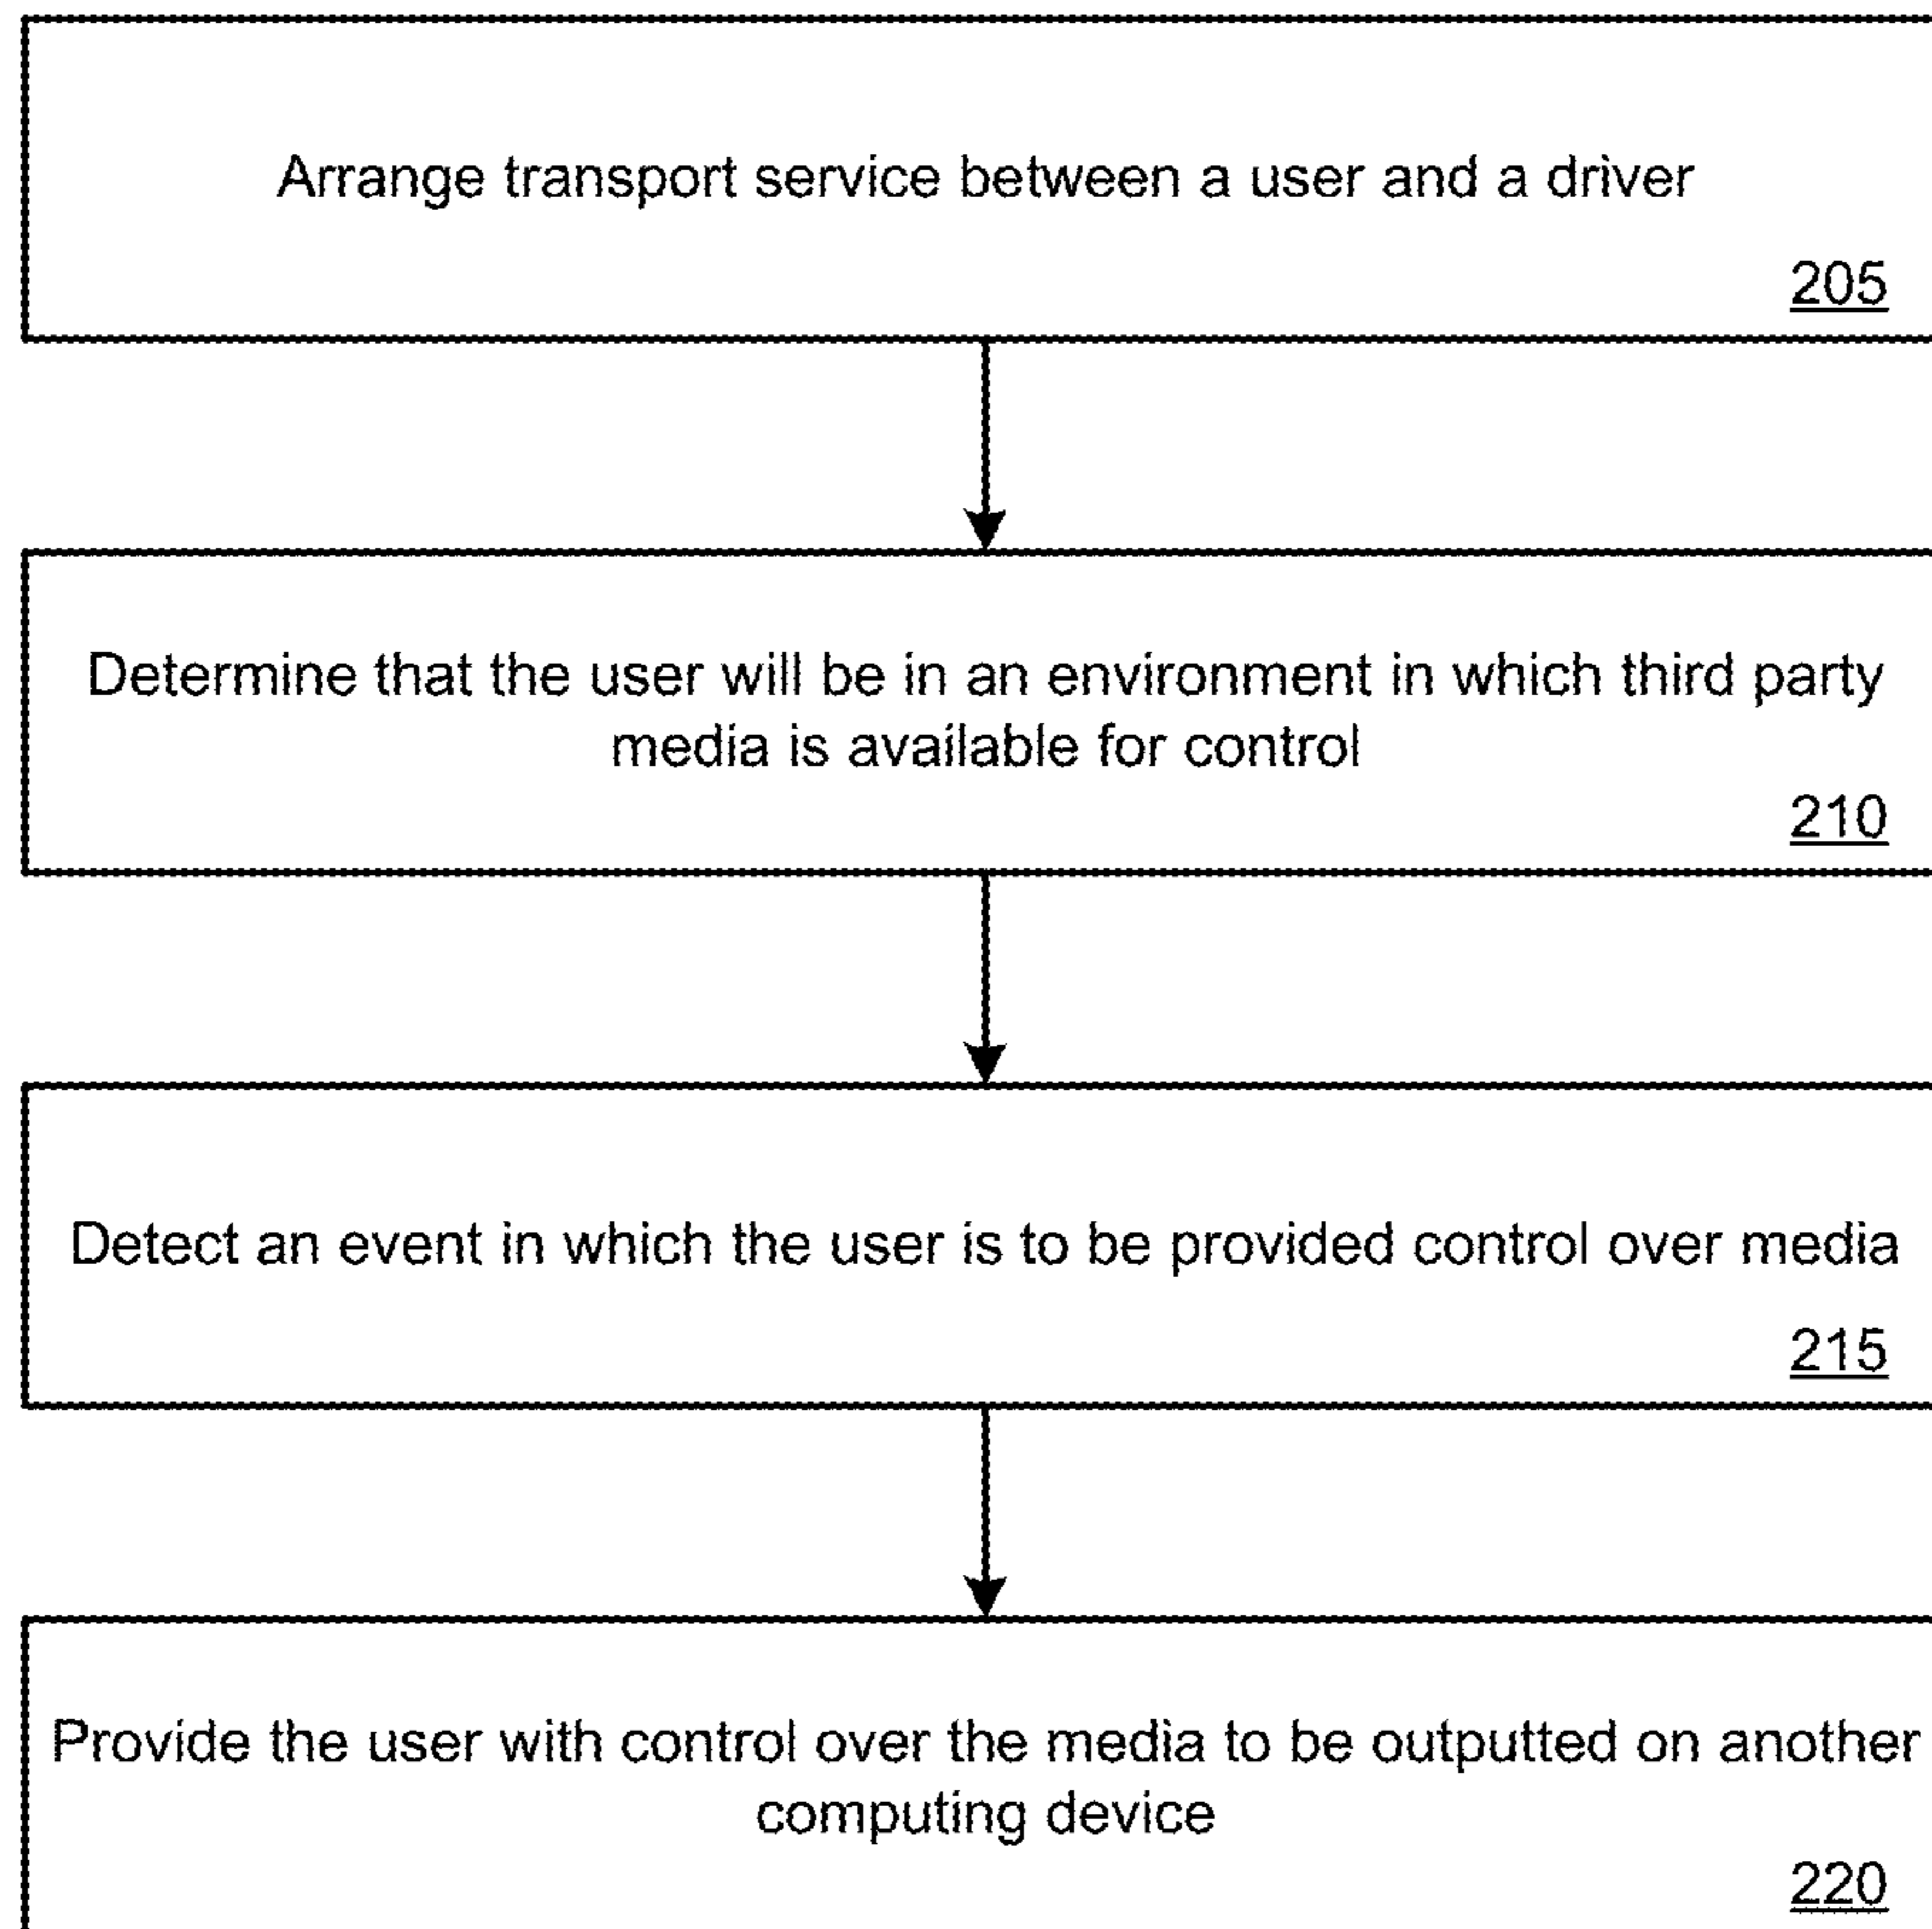 Arrange transport service between a user and a driver
205
Determine that the user will be in an environment in which third party
media is available for control
210
Detect an event in which the user is to be provided control over media
215
Provide the user with control over the media to be outputted on another
computing device
220